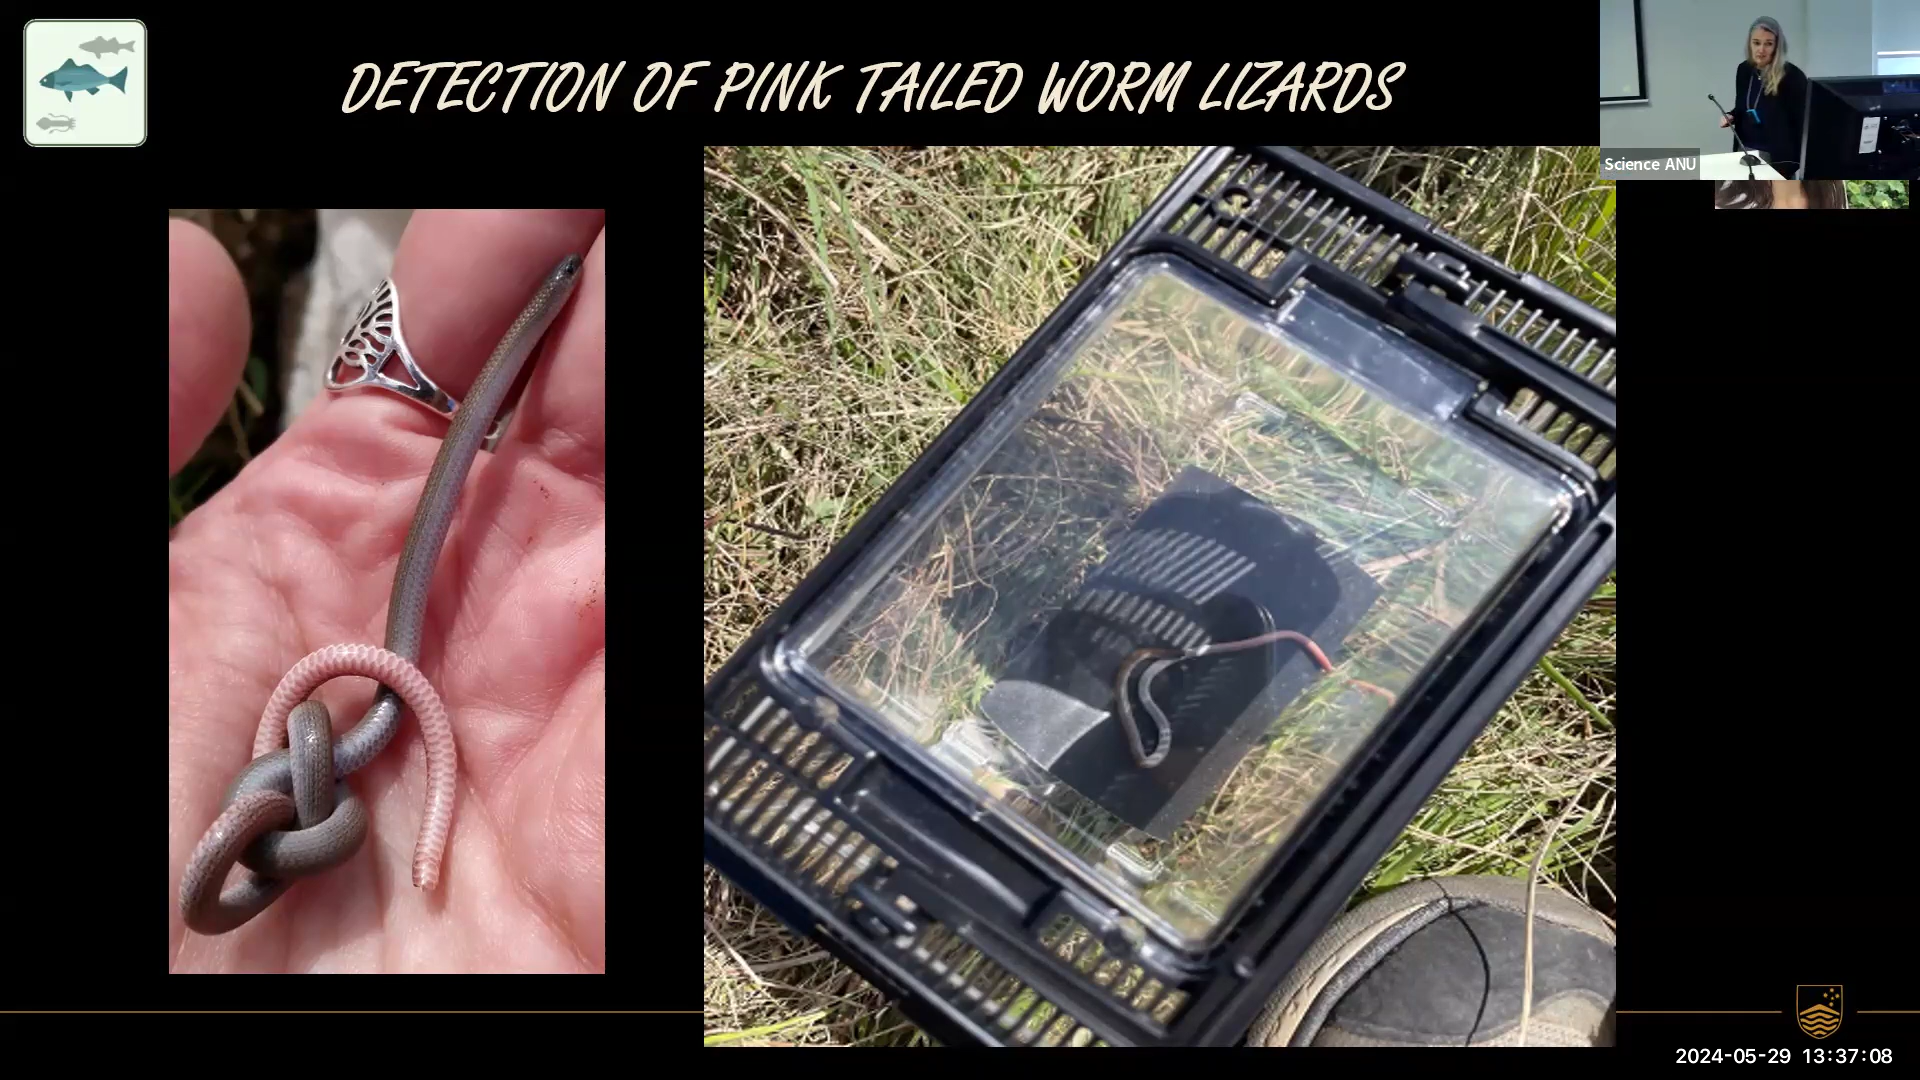 DETECTION OF PINK TAILED WORM LIZARDS
Science ANU
2024-05-29 13:37:08